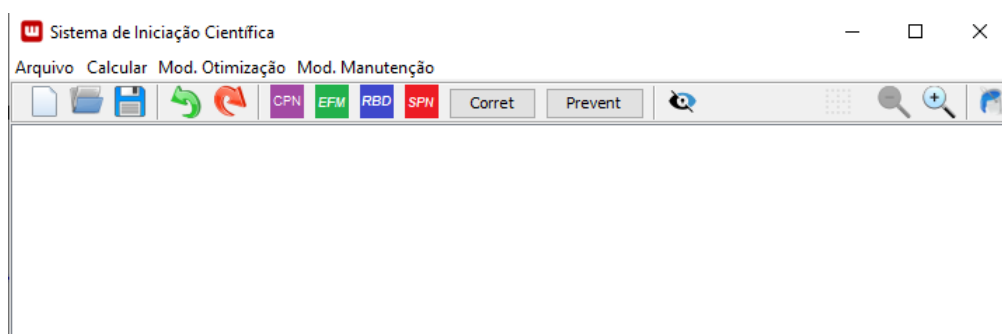 Sistema de Iniciação Científica
Arquivo Calcular Mod. Otimização Mod. Manutenção
CPN EFM RBD SPN Corret Prevent